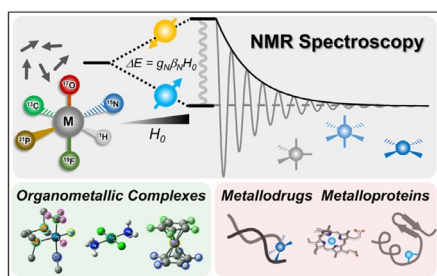 NMR Spectroscopy
ΔE = gNβNH0
17O
13C
15N
M
31P
1H
19F
H0
Organometallic Complexes
Metallodrugs
Metalloproteins